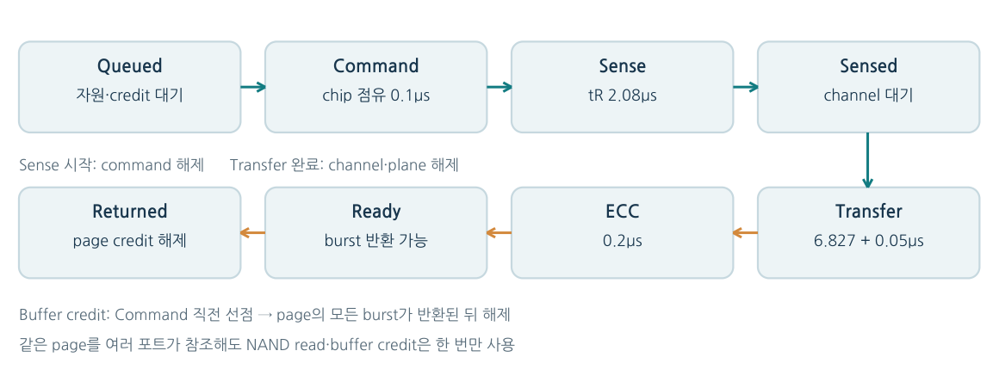 Queued
자원·credit 대기
Command
chip 점유 0.1μs
Sense
tR 2.08μs
Sensed
channel 대기
Sense 시작: command 해제 Transfer 완료: channel·plane 해제
Returned
page credit 해제
Ready
burst 반환 가능
ECC
0.2μs
Transfer
6.827 + 0.05μs
Buffer credit: Command 직전 선점 → page의 모든 burst가 반환된 뒤 해제
같은 page를 여러 포트가 참조해도 NAND read·buffer credit은 한 번만 사용